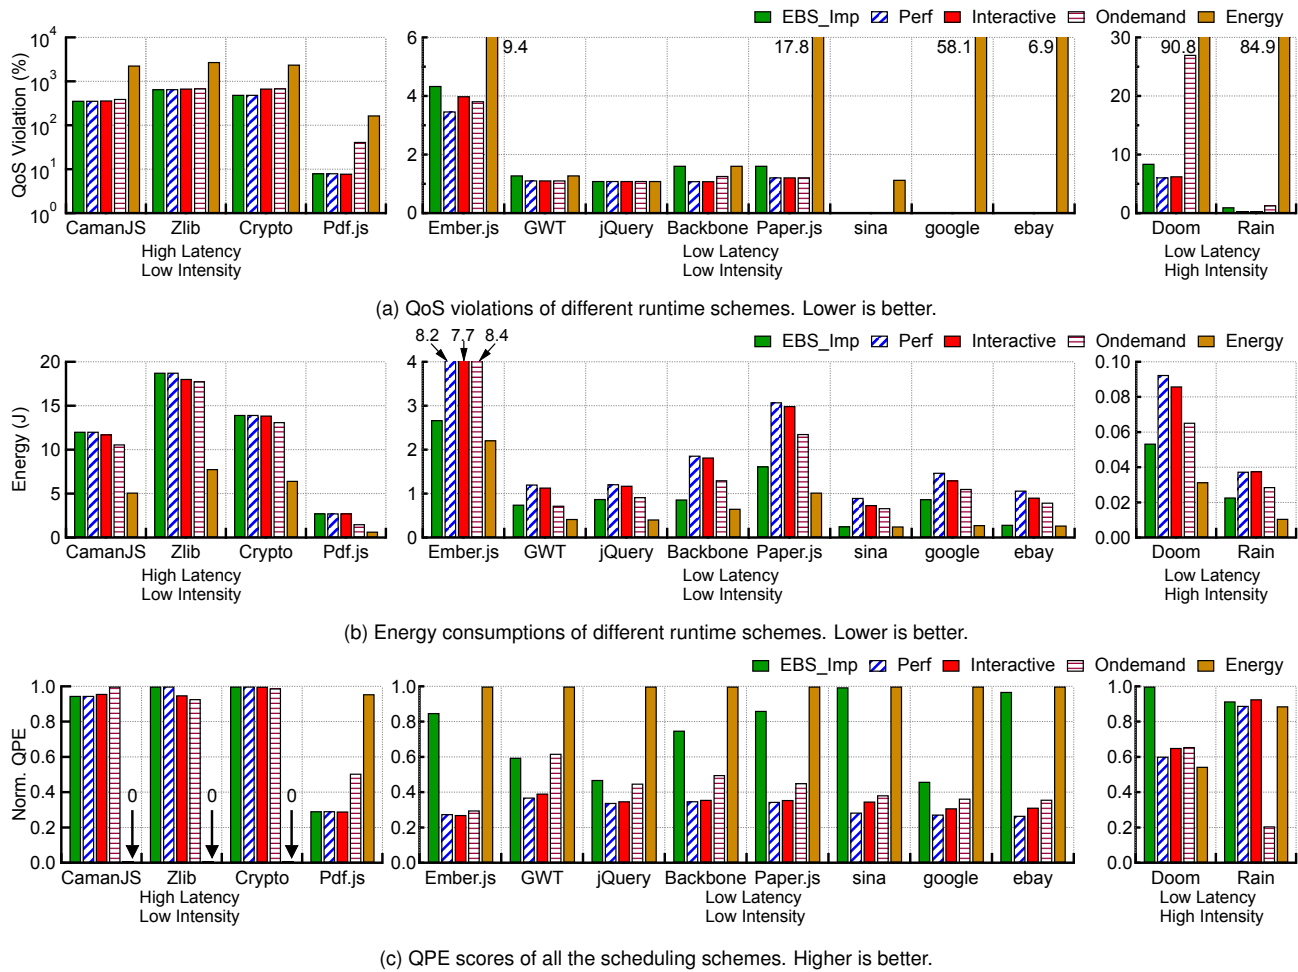 EBS_Imp Perf Interactive Ondemand Energy
QoS Violation (%)
10^4
10^3
10^2
10^1
10^0
CamanJS Zlib Crypto Pdf.js
High Latency
Low Intensity
6
4
2
0
9.4 17.8 58.1 6.9
Ember.js GWT jQuery Backbone Paper.js sina google ebay
Low Latency
Low Intensity
30
20
10
0
90.8 84.9
Doom Rain
Low Latency
High Intensity
(a) QoS violations of different runtime schemes. Lower is better.
EBS_Imp Perf Interactive Ondemand Energy
Energy (J)
20
15
10
5
0
CamanJS Zlib Crypto Pdf.js
High Latency
Low Intensity
8.2 7.7 8.4
4
3
2
1
0
Ember.js GWT jQuery Backbone Paper.js sina google ebay
Low Latency
Low Intensity
0.10
0.08
0.06
0.04
0.02
0.00
Doom Rain
Low Latency
High Intensity
(b) Energy consumptions of different runtime schemes. Lower is better.
EBS_Imp Perf Interactive Ondemand Energy
Norm. QPE
1.0
0.8
0.6
0.4
0.2
0.0
0 0 0
CamanJS Zlib Crypto Pdf.js
High Latency
Low Intensity
1.0
0.8
0.6
0.4
0.2
0.0
Ember.js GWT jQuery Backbone Paper.js sina google ebay
Low Latency
Low Intensity
1.0
0.8
0.6
0.4
0.2
0.0
Doom Rain
Low Latency
High Intensity
(c) QPE scores of all the scheduling schemes. Higher is better.